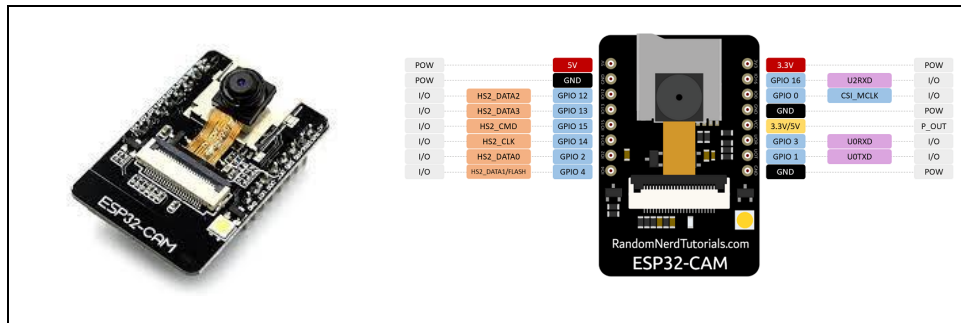 ESP32-CAM
POW 5V 3.3V POW
POW GND GPIO 16 U2RXD I/O
I/O HS2_DATA2 GPIO 12 GPIO 0 CSI_MCLK I/O
I/O HS2_DATA3 GPIO 13 GND POW
I/O HS2_CMD GPIO 15 3.3V/5V P_OUT
I/O HS2_CLK GPIO 14 GPIO 3 U0RXD I/O
I/O HS2_DATA0 GPIO 2 GPIO 1 U0TXD I/O
I/O HS2_DATA1/FLASH GPIO 4 GND POW
RandomNerdTutorials.com
ESP32-CAM